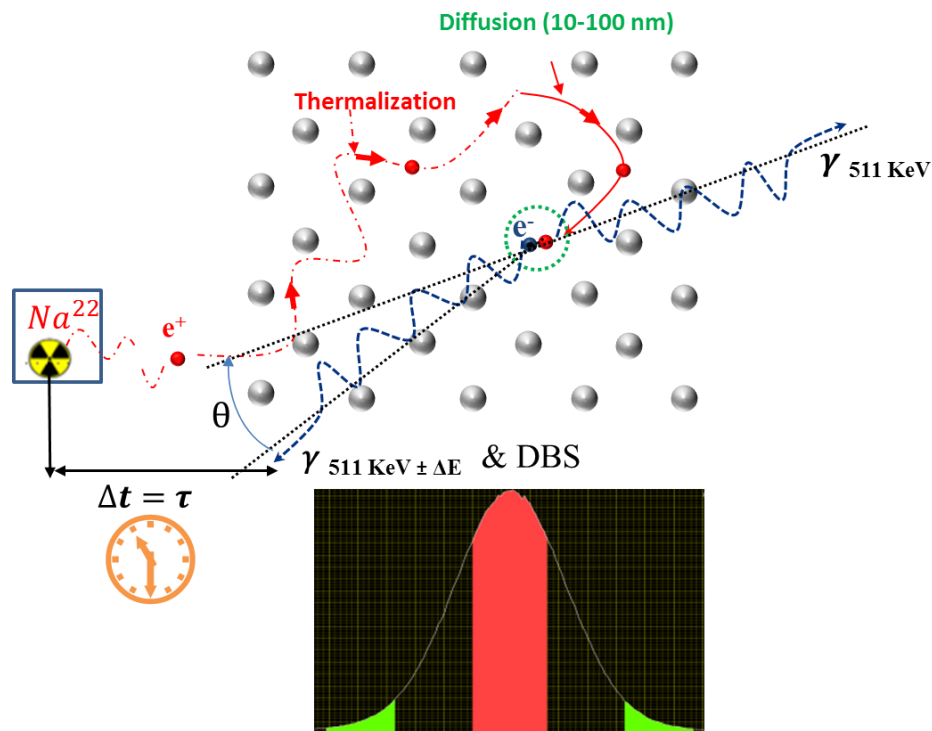 Diffusion (10-100 nm)
Thermalization
γ 511 KeV
e-
Na²²
e⁺
θ
γ 511 KeV ± ΔE & DBS
Δt = τ